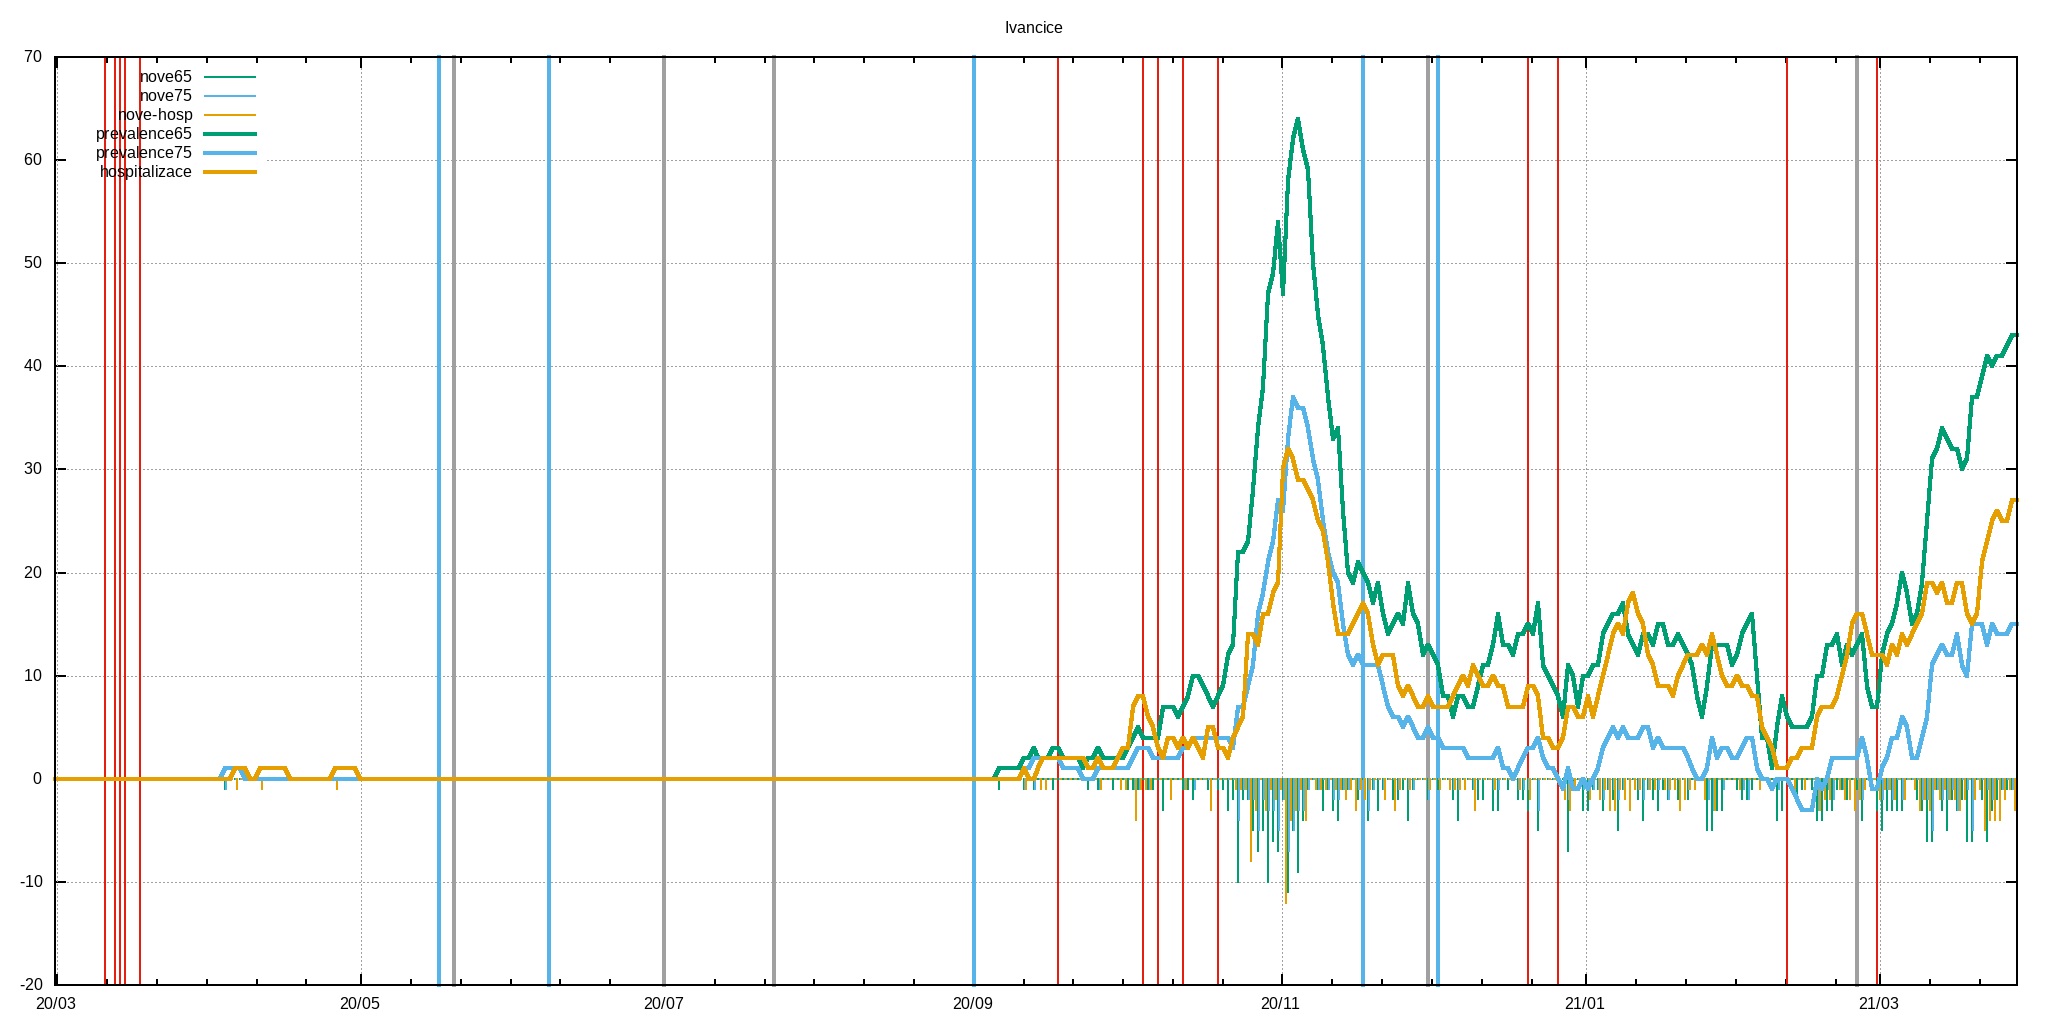 Ivancice
70
60
50
40
30
20
10
0
-10
-20
nove65
nove75
nove-hosp
prevalence65
prevalence75
hospitalizace
20/03 20/05 20/07 20/09 20/11 21/01 21/03